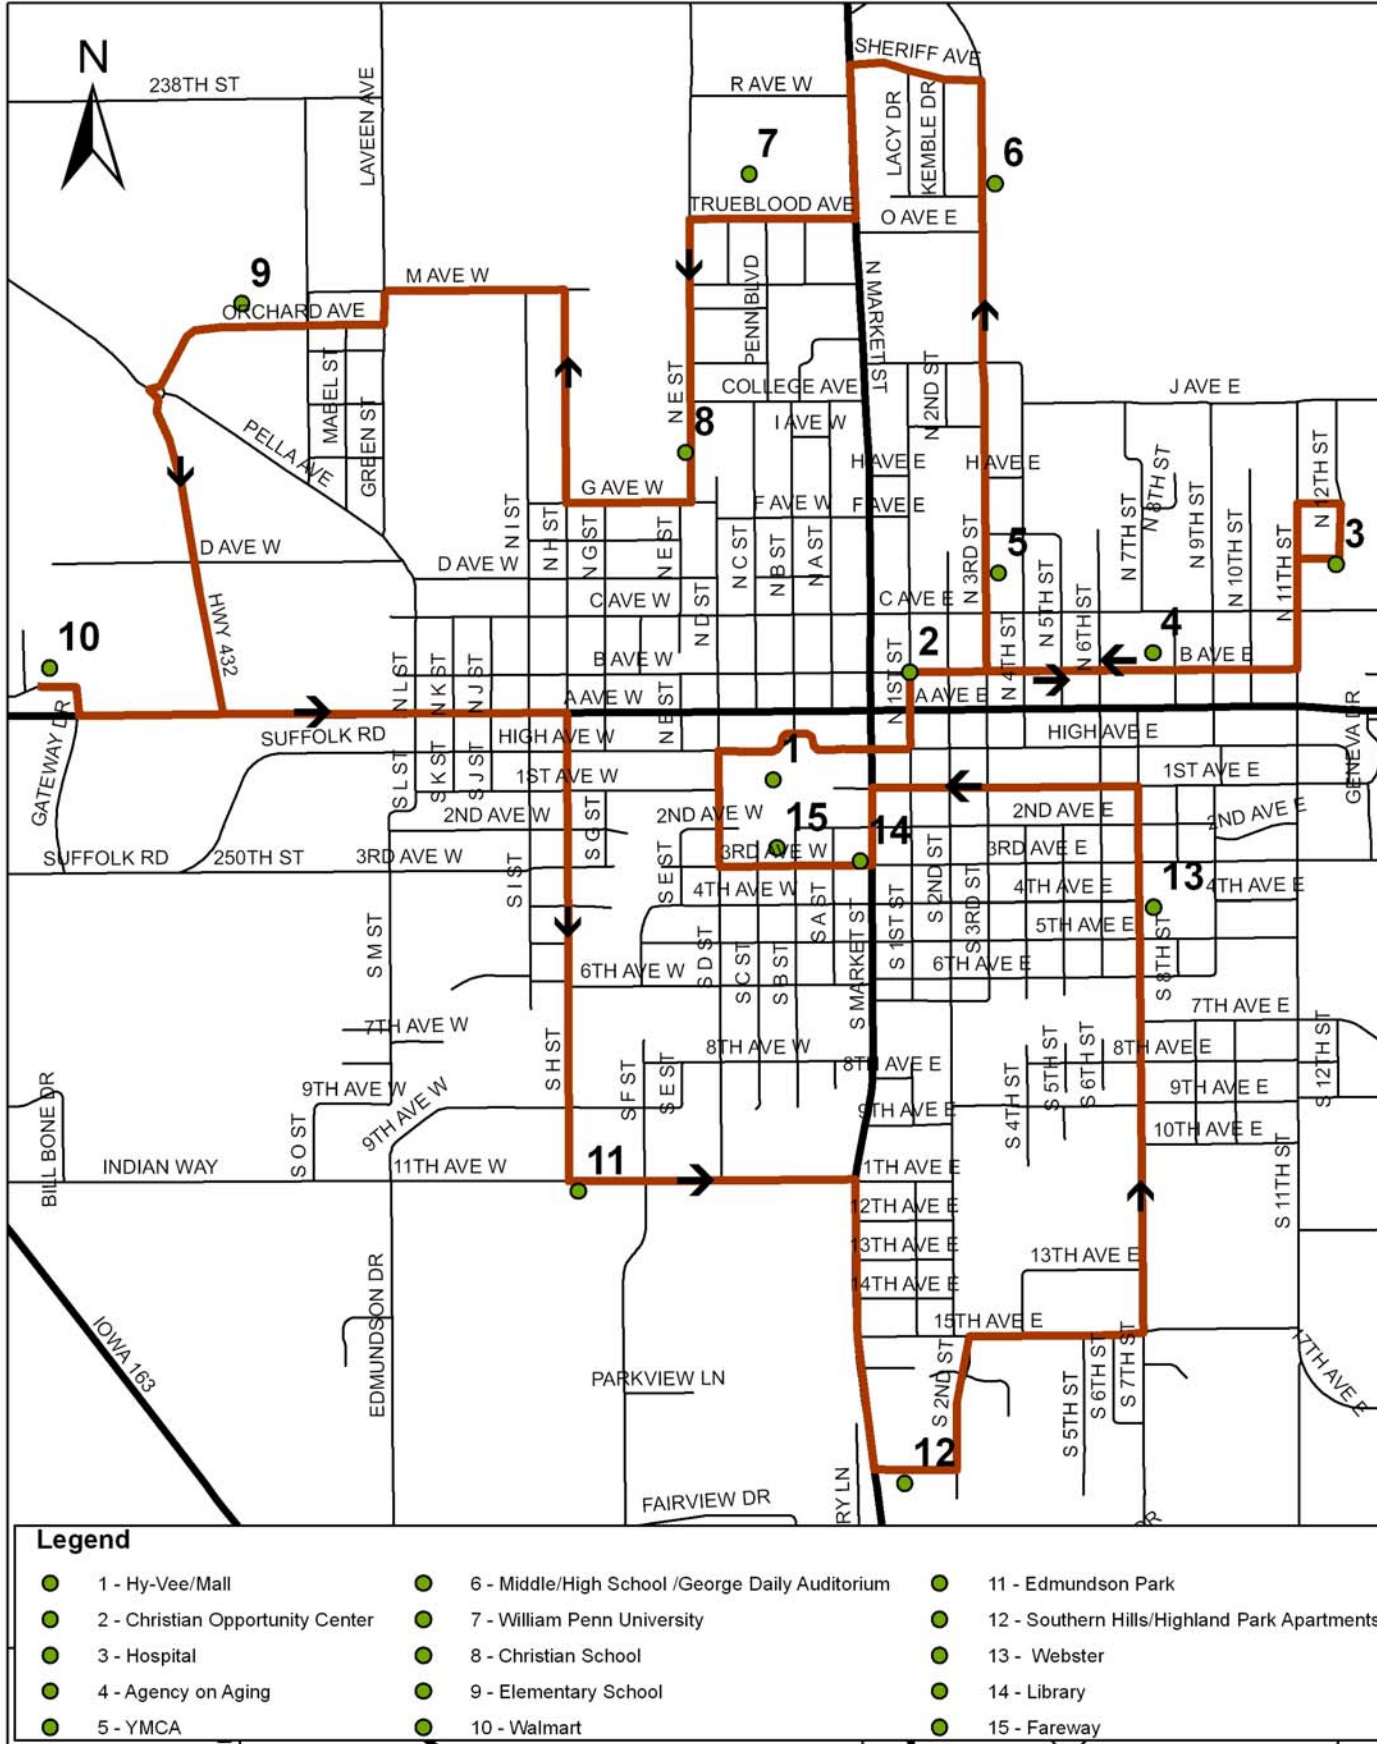 N
238TH ST
LAVEEN AVE
R AVE W
SHERIFF AVE
LACY DR
KEMBLE DR
7
6
TRUEBLOOD AVE
O AVE E
9
M AVE W
ORCHARD AVE
PENN BLVD
N MARKET ST
MABEL ST
GREEN ST
PELLA AVE
N E ST
8
COLLEGE AVE
I AVE W
N 2ND ST
J AVE E
H AVE E
H AVE E
N 12TH ST
G AVE W
F AVE W
F AVE E
N I ST
N H ST
N G ST
N E ST
N C ST
N B ST
N A ST
N 3RD ST
5
N 7TH ST
N 8TH ST
N 9TH ST
N 10TH ST
N 11TH ST
3
D AVE W
D AVE W
C AVE W
N D ST
C AVE E
N 5TH ST
N 6TH ST
HWY 432
10
N L ST
N K ST
N J ST
B AVE W
N 1ST ST
2
N 4TH ST
4
B AVE E
A AVE W
N E ST
A AVE E
GATEWAY DR
SUFFOLK RD
HIGH AVE W
1
HIGH AVE E
GENEVA DR
S L ST
S K ST
S J ST
1ST AVE W
1ST AVE E
2ND AVE W
S G ST
2ND AVE W
15
14
2ND AVE E
2ND AVE E
SUFFOLK RD
250TH ST
3RD AVE W
3RD AVE W
3RD AVE E
S I ST
S E ST
4TH AVE W
S A ST
S 2ND ST
S 3RD ST
4TH AVE E
13
4TH AVE E
5TH AVE E
S M ST
6TH AVE W
S D ST
S C ST
S B ST
S MARKET ST
S 1ST ST
6TH AVE E
S 8TH ST
7TH AVE W
7TH AVE E
S H ST
8TH AVE W
8TH AVE E
S 5TH ST
S 6TH ST
8TH AVE E
S 12TH ST
BILL BONE DR
9TH AVE W
9TH AVE W
S F ST
S E ST
9TH AVE E
S 4TH ST
9TH AVE E
S O ST
10TH AVE E
INDIAN WAY
11TH AVE W
11
1TH AVE E
S 11TH ST
12TH AVE E
13TH AVE E
13TH AVE E
14TH AVE E
EDMUNDSON DR
15TH AVE E
IOWA 163
PARKVIEW LN
S 2ND ST
S 5TH ST
S 6TH ST
S 7TH ST
17TH AVE E
12
FAIRVIEW DR
RY LN
DR
Legend
1 - Hy-Vee/Mall
2 - Christian Opportunity Center
3 - Hospital
4 - Agency on Aging
5 - YMCA
6 - Middle/High School /George Daily Auditorium
7 - William Penn University
8 - Christian School
9 - Elementary School
10 - Walmart
11 - Edmundson Park
12 - Southern Hills/Highland Park Apartments
13 - Webster
14 - Library
15 - Fareway